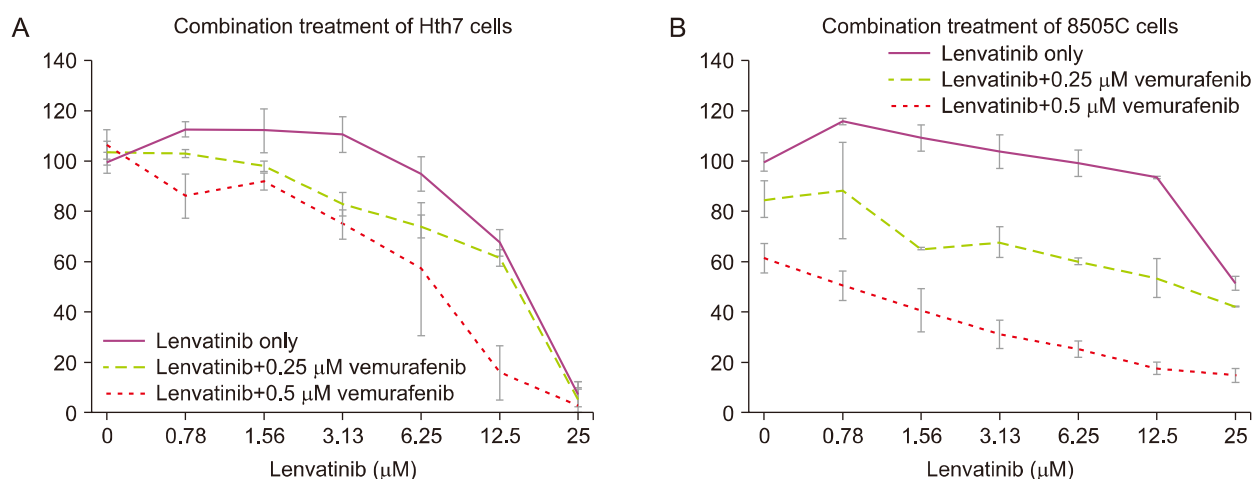 A
Combination treatment of Hth7 cells
140
120
100
80
60
40
20
0
Lenvatinib only
Lenvatinib+0.25 μM vemurafenib
Lenvatinib+0.5 μM vemurafenib
0 0.78 1.56 3.13 6.25 12.5 25
Lenvatinib (μM)
B
Combination treatment of 8505C cells
Lenvatinib only
Lenvatinib+0.25 μM vemurafenib
Lenvatinib+0.5 μM vemurafenib
140
120
100
80
60
40
20
0
0 0.78 1.56 3.13 6.25 12.5 25
Lenvatinib (μM)